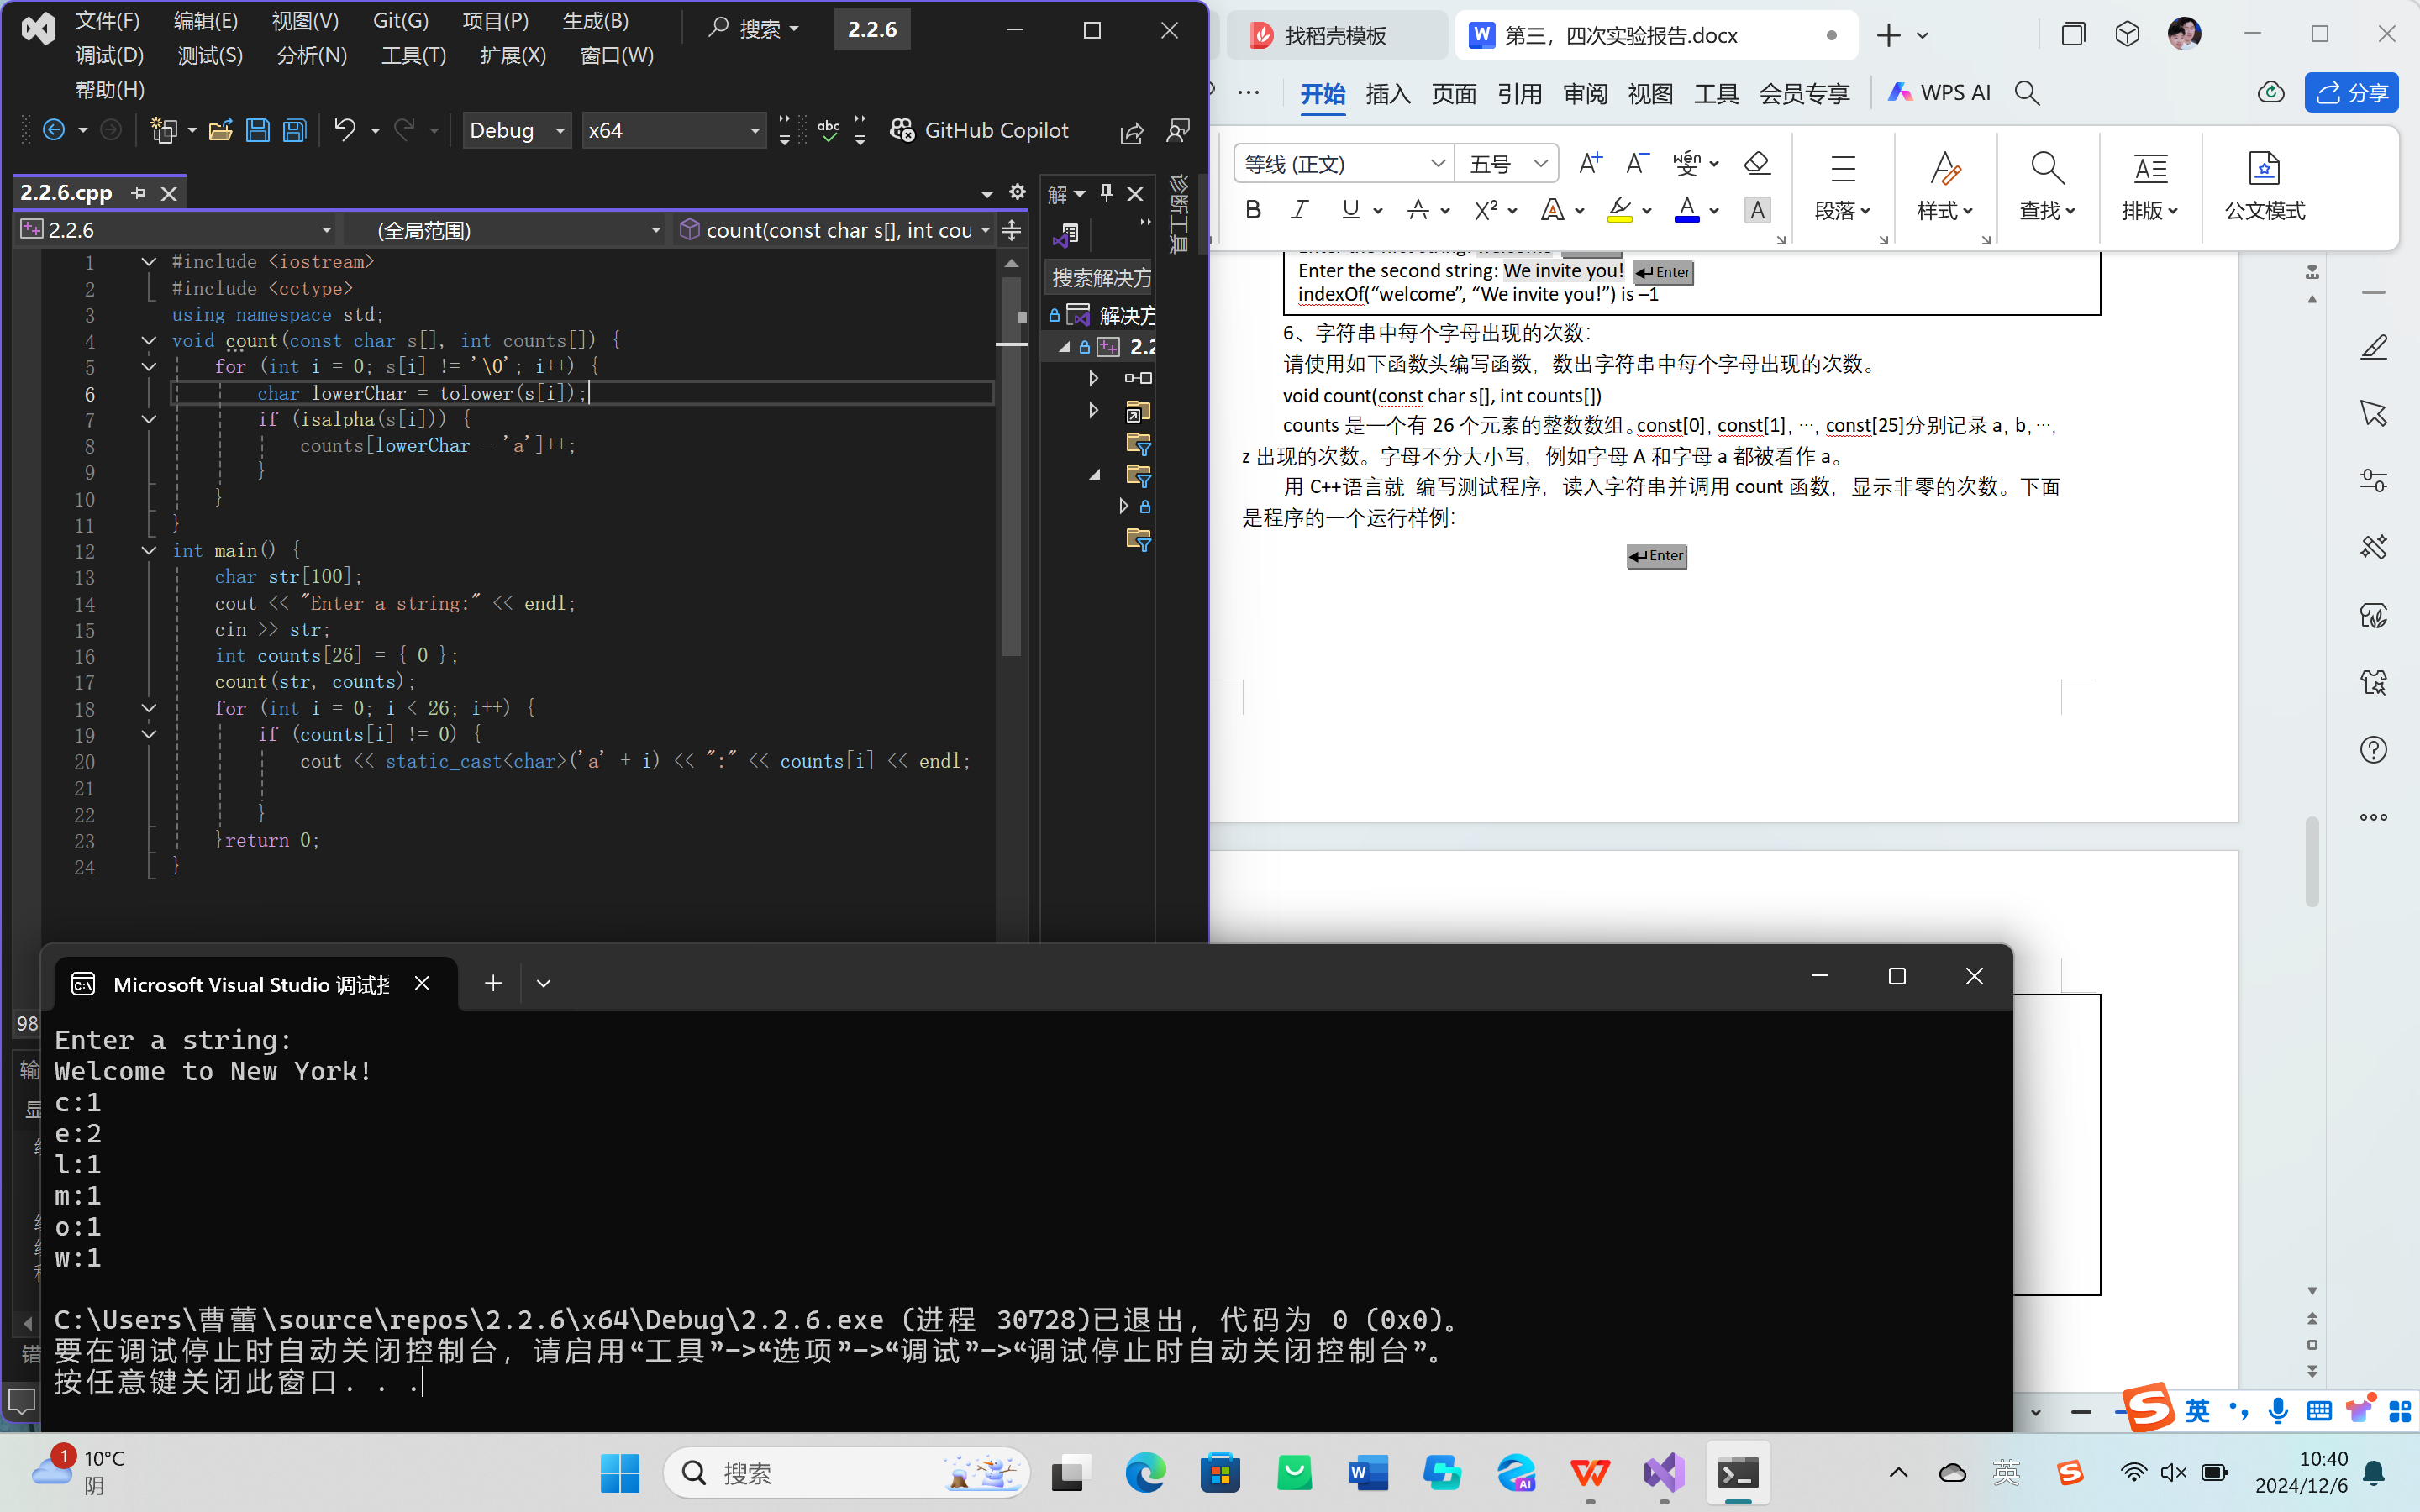 文件(F) 编辑(E) 视图(V) Git(G) 项目(P) 生成(B) 搜索 2.2.6
调试(D) 测试(S) 分析(N) 工具(T) 扩展(X) 窗口(W)
帮助(H)
Debug x64 GitHub Copilot
2.2.6.cpp
2.2.6 (全局范围) count(const char s[], int cou
1 #include <iostream>
2 #include <cctype>
3 using namespace std;
4 void count(const char s[], int counts[]) {
5 for (int i = 0; s[i] != '\0'; i++) {
6 char lowerChar = tolower(s[i]);
7 if (isalpha(s[i])) {
8 counts[lowerChar - 'a']++;
9 }
10 }
11 }
12 int main() {
13 char str[100];
14 cout << "Enter a string:" << endl;
15 cin >> str;
16 int counts[26] = { 0 };
17 count(str, counts);
18 for (int i = 0; i < 26; i++) {
19 if (counts[i] != 0) {
20 cout << static_cast<char>('a' + i) << ":" << counts[i] << endl;
21
22 }
23 }return 0;
24 }
98
解
搜索解决方
解决方
2.2
诊断工具
找稻壳模板 第三，四次实验报告.docx
开始 插入 页面 引用 审阅 视图 工具 会员专享 WPS AI 分享
等线 (正文) 五号
段落 样式 查找 排版 公文模式
Enter the second string: We invite you! Enter
indexOf(“welcome”, “We invite you!”) is –1
6、字符串中每个字母出现的次数：
请使用如下函数头编写函数，数出字符串中每个字母出现的次数。
void count(const char s[], int counts[])
counts 是一个有 26 个元素的整数数组。const[0], const[1], …, const[25]分别记录 a, b, …,
z 出现的次数。字母不分大小写，例如字母 A 和字母 a 都被看作 a。
用 C++语言就 编写测试程序，读入字符串并调用 count 函数，显示非零的次数。下面
是程序的一个运行样例：
Enter
Microsoft Visual Studio 调试
Enter a string:
Welcome to New York!
c:1
e:2
l:1
m:1
o:1
w:1
C:\Users\曹蕾\source\repos\2.2.6\x64\Debug\2.2.6.exe (进程 30728)已退出，代码为 0 (0x0)。
要在调试停止时自动关闭控制台，请启用“工具”->“选项”->“调试”->“调试停止时自动关闭控制台”。
按任意键关闭此窗口. . .
英
1 10°C
阴
搜索
英
10:40
2024/12/6